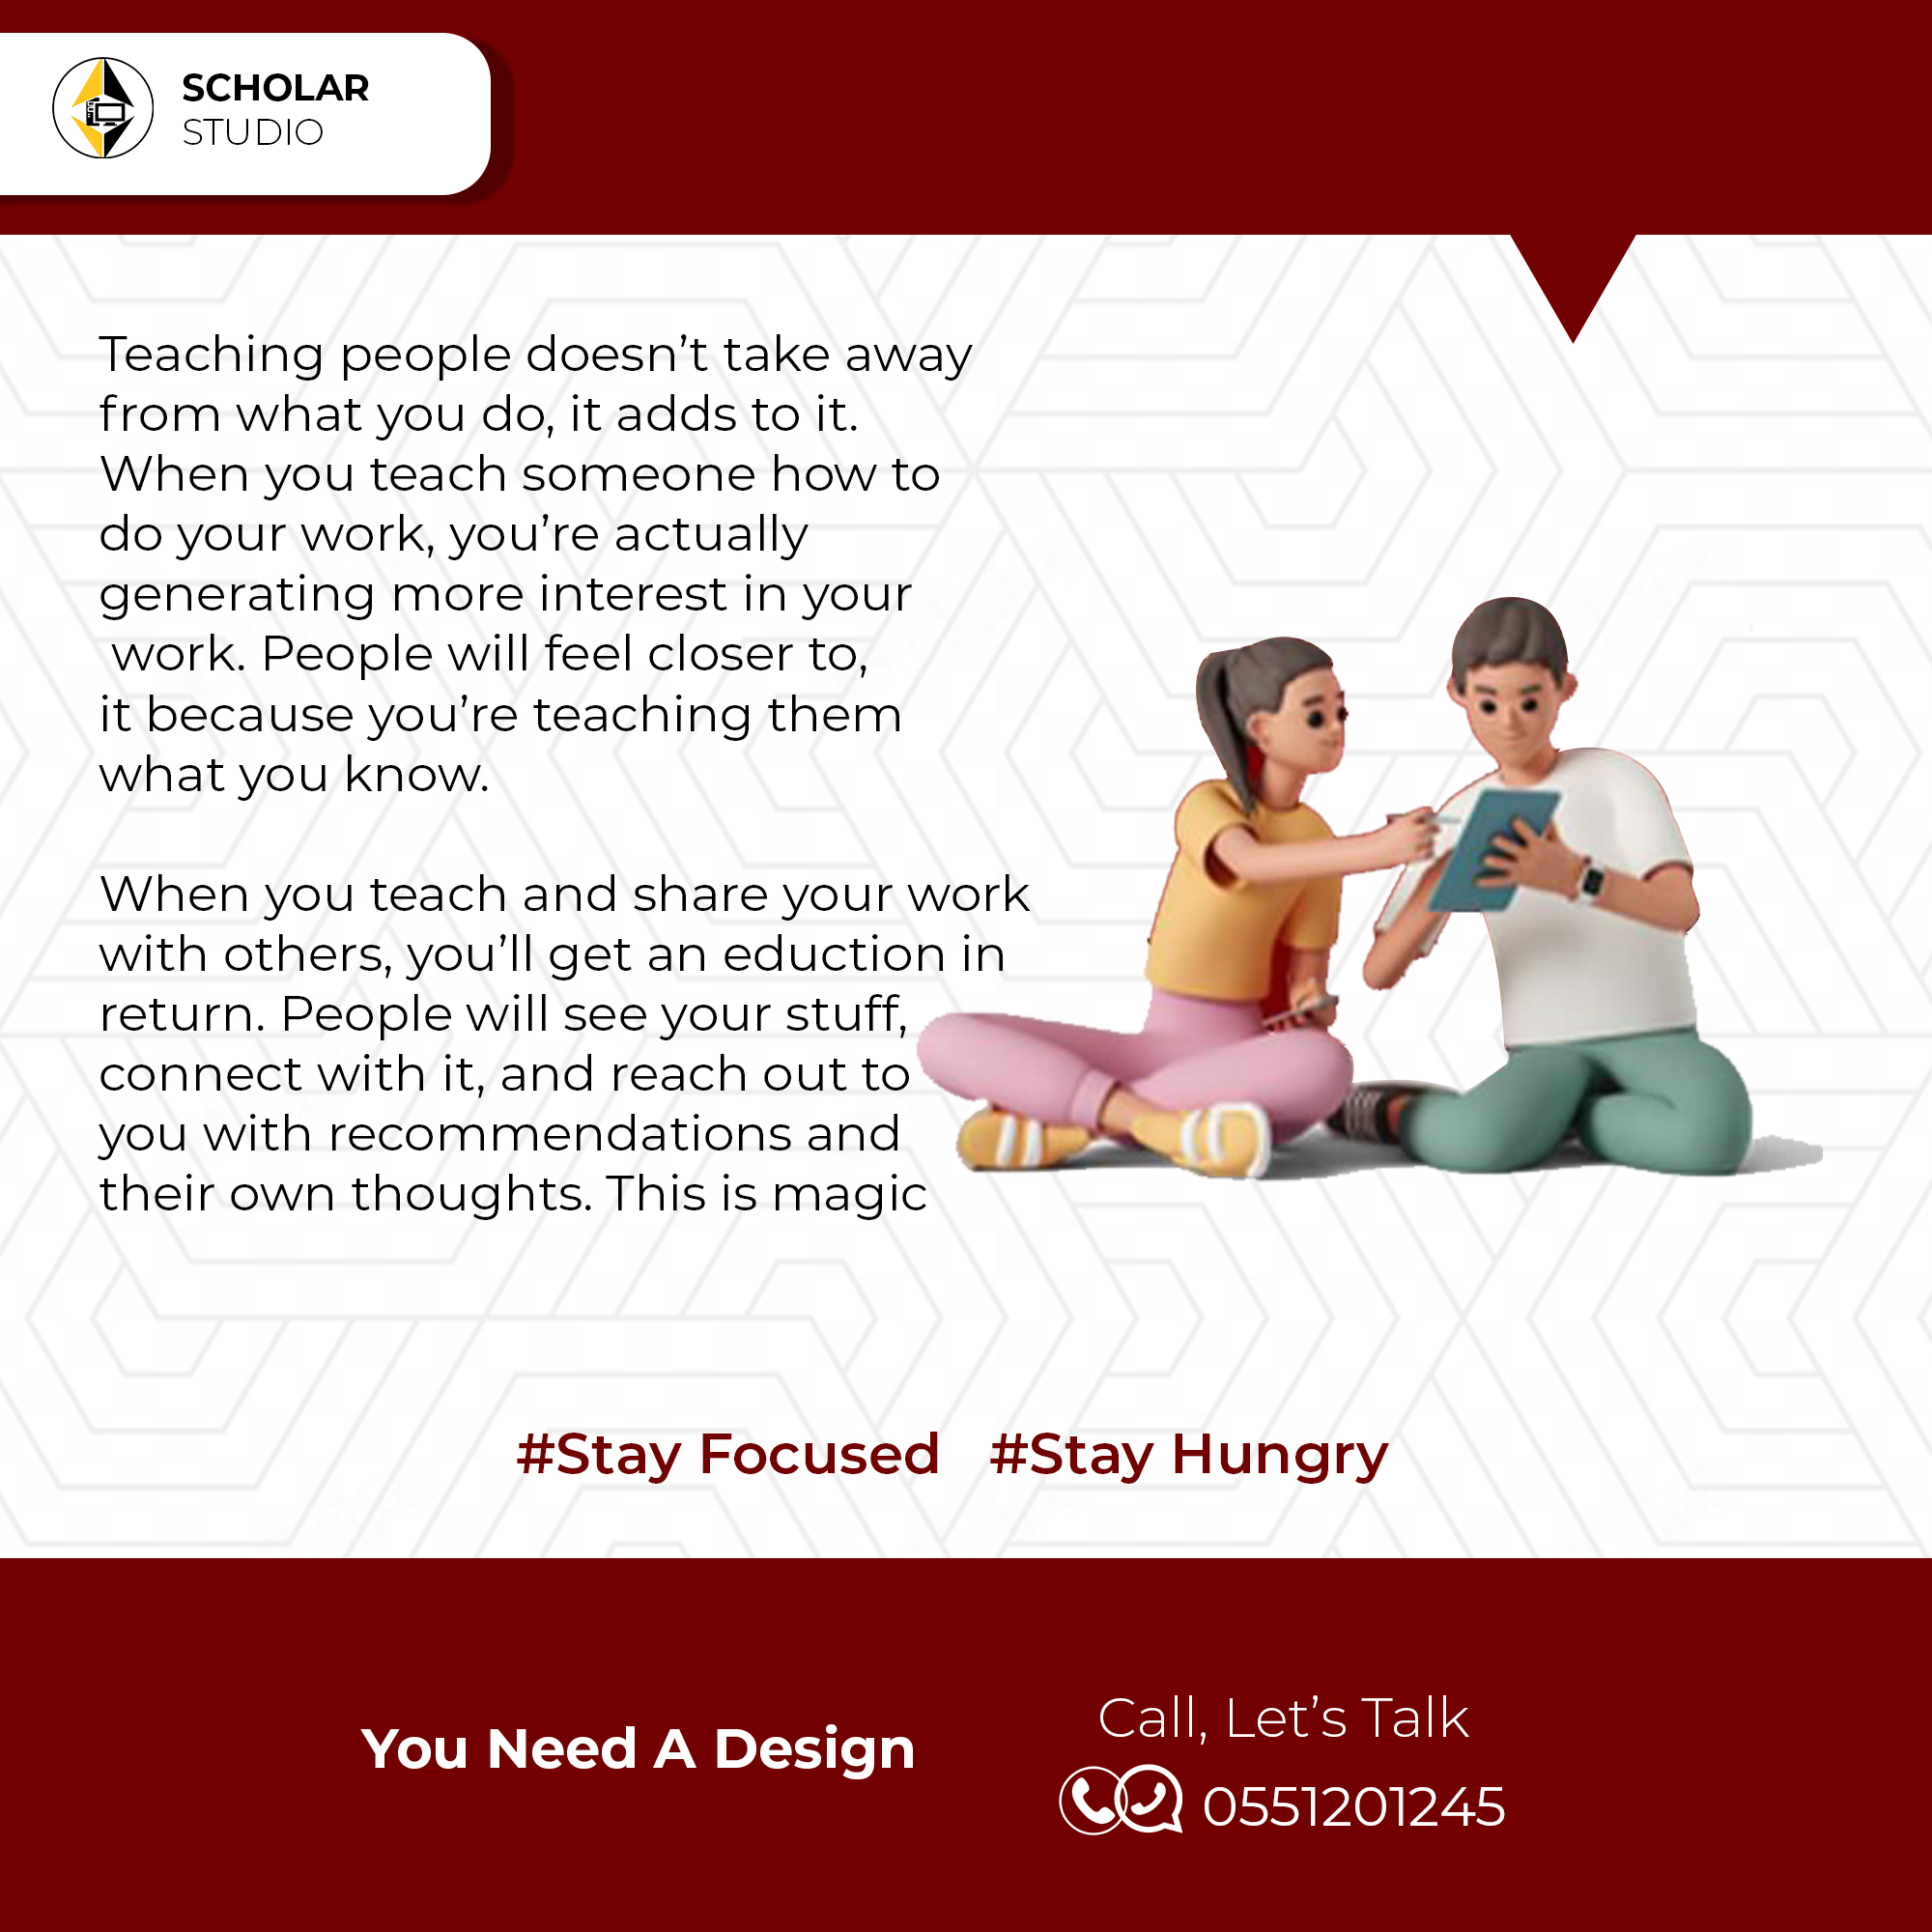 SCHOLAR
STUDIO
Teaching people doesn’t take away
from what you do, it adds to it.
When you teach someone how to
do your work, you’re actually
generating more interest in your
work. People will feel closer to,
it because you’re teaching them
what you know.
When you teach and share your work
with others, you’ll get an eduction in
return. People will see your stuff,
connect with it, and reach out to
you with recommendations and
their own thoughts. This is magic
#Stay Focused #Stay Hungry
You Need A Design
Call, Let’s Talk
0551201245